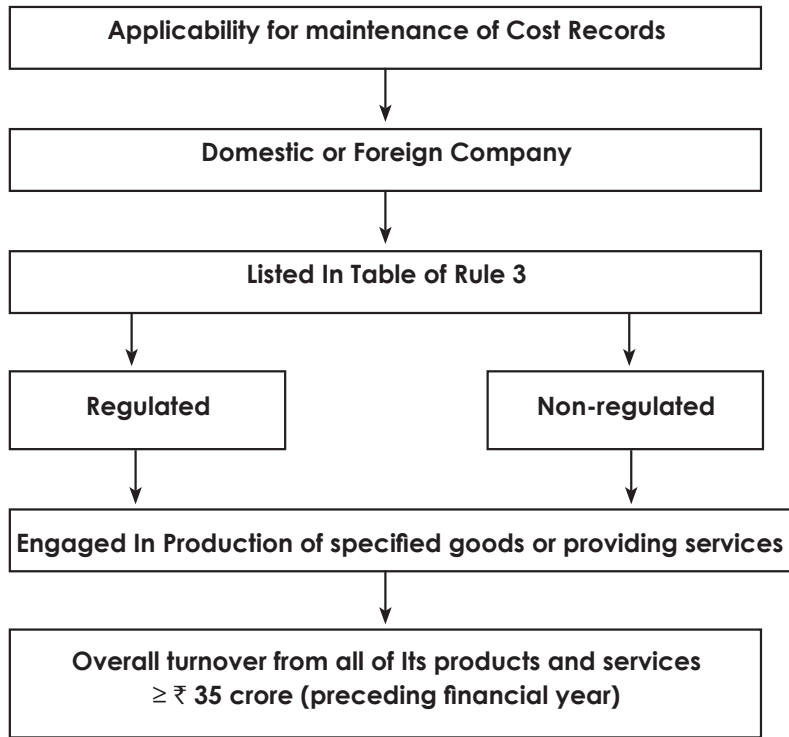 Applicability for maintenance of Cost Records
Domestic or Foreign Company
Listed In Table of Rule 3
Regulated
Non-regulated
Engaged In Production of specified goods or providing services
Overall turnover from all of Its products and services
≥ ₹ 35 crore (preceding financial year)